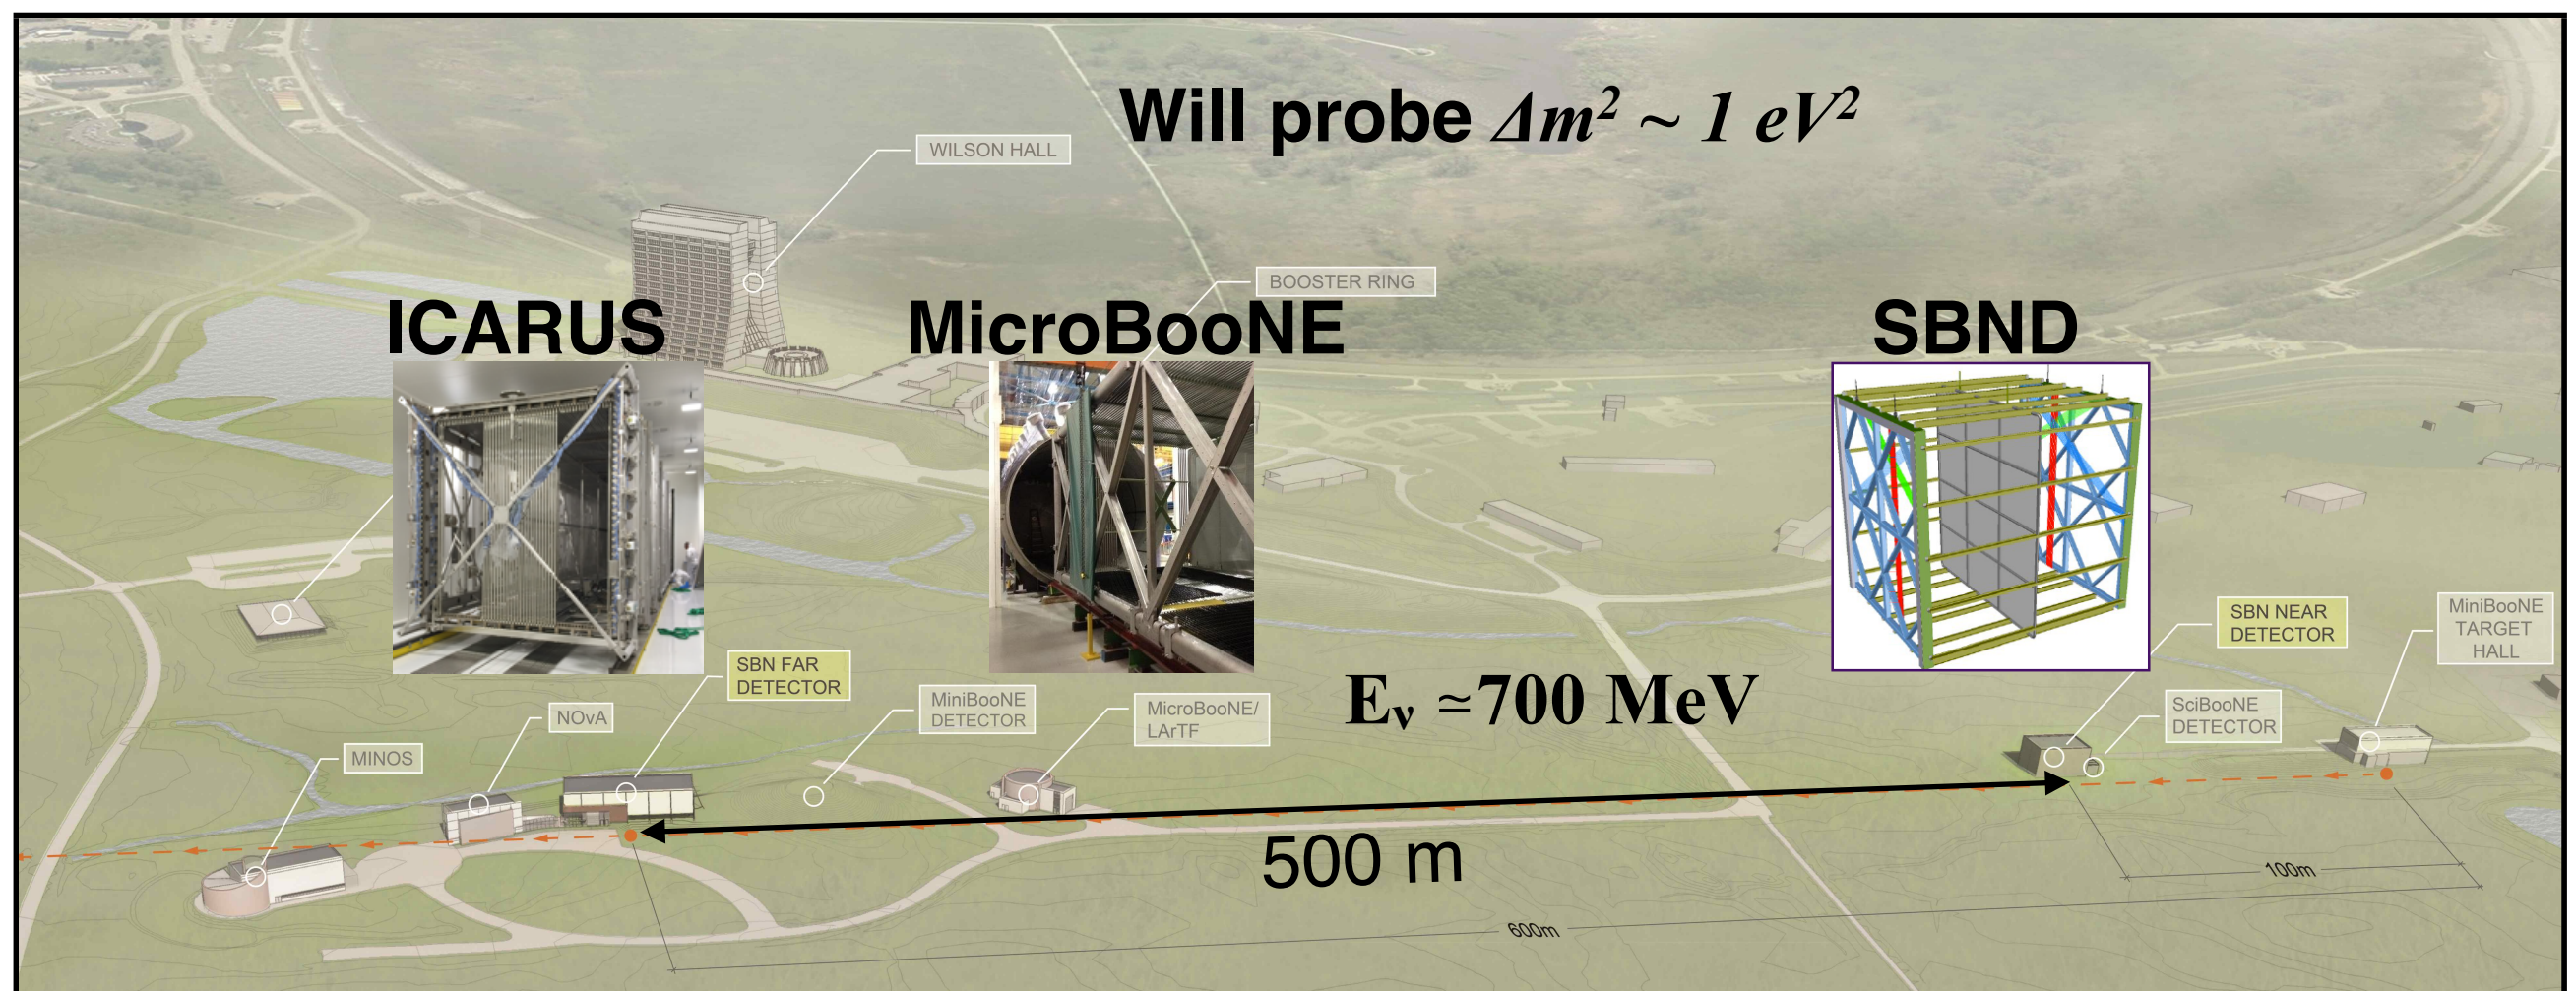 Will probe Δm² ~ 1 eV²
WILSON HALL
BOOSTER RING
ICARUS
MicroBooNE
SBND
SBN NEAR
DETECTOR
MiniBooNE
TARGET
HALL
SBN FAR
DETECTOR
MiniBooNE
DETECTOR
MicroBooNE/
LArTF
Eν ≃700 MeV
SciBooNE
DETECTOR
NOvA
MINOS
500 m
100m
600m